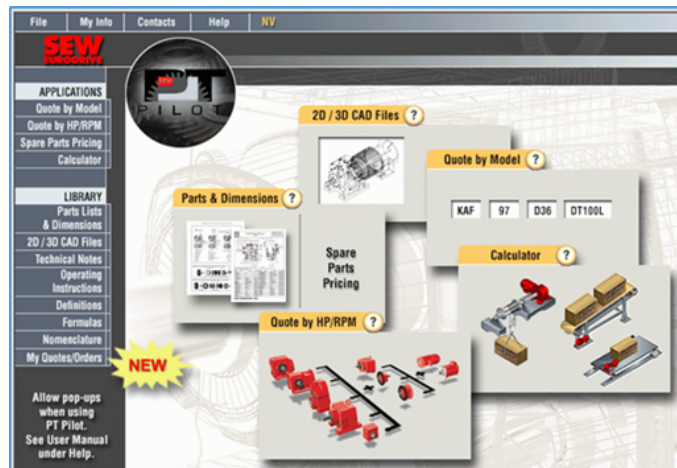 File My Info Contacts Help NV
SEW
EURODRIVE
PT
PILOT
APPLICATIONS
Quote by Model
Quote by HP/RPM
Spare Parts Pricing
Calculator
LIBRARY
Parts Lists
& Dimensions
2D / 3D CAD Files
Technical Notes
Operating
Instructions
Definitions
Formulas
Nomenclature
My Quotes/Orders
NEW
Allow pop-ups
when using
PT Pilot.
See User Manual
under Help.
2D / 3D CAD Files ?
Quote by Model ?
KAF 97 D36 DT100L
Parts & Dimensions ?
Spare
Parts
Pricing
Calculator ?
Quote by HP/RPM ?